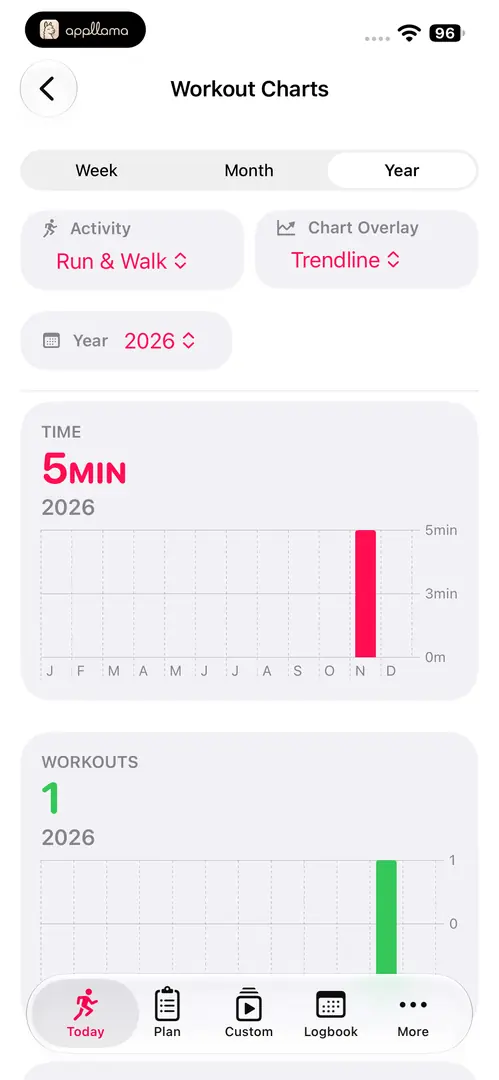 appllama
96
Workout Charts
Week Month Year
Activity
Run & Walk
Chart Overlay
Trendline
Year 2026
TIME
5MIN
2026
5min
3min
0m
J F M A M J J A S O N D
WORKOUTS
1
2026
1
0
Today Plan Custom Logbook More